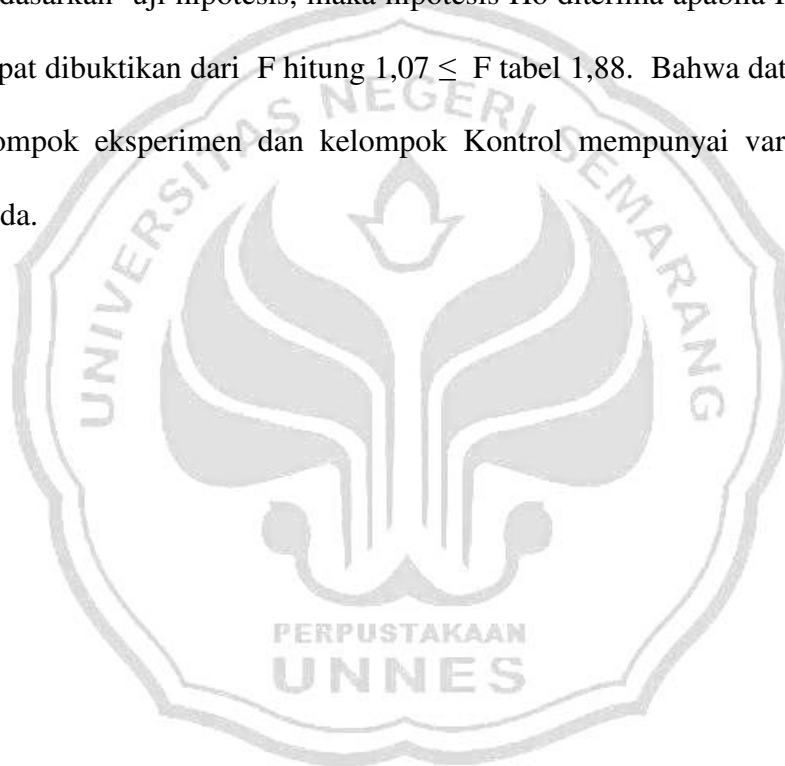 dasarkan uji hipotesis, maka hipotesis Ho diterima apabila
pat dibuktikan dari F hitung 1,07 ≤ F tabel 1,88. Bahwa dat
ompok eksperimen dan kelompok Kontrol mempunyai var
da.
UNIVERSITAS NEGERI SEMARANG
PERPUSTAKAAN
UNNES